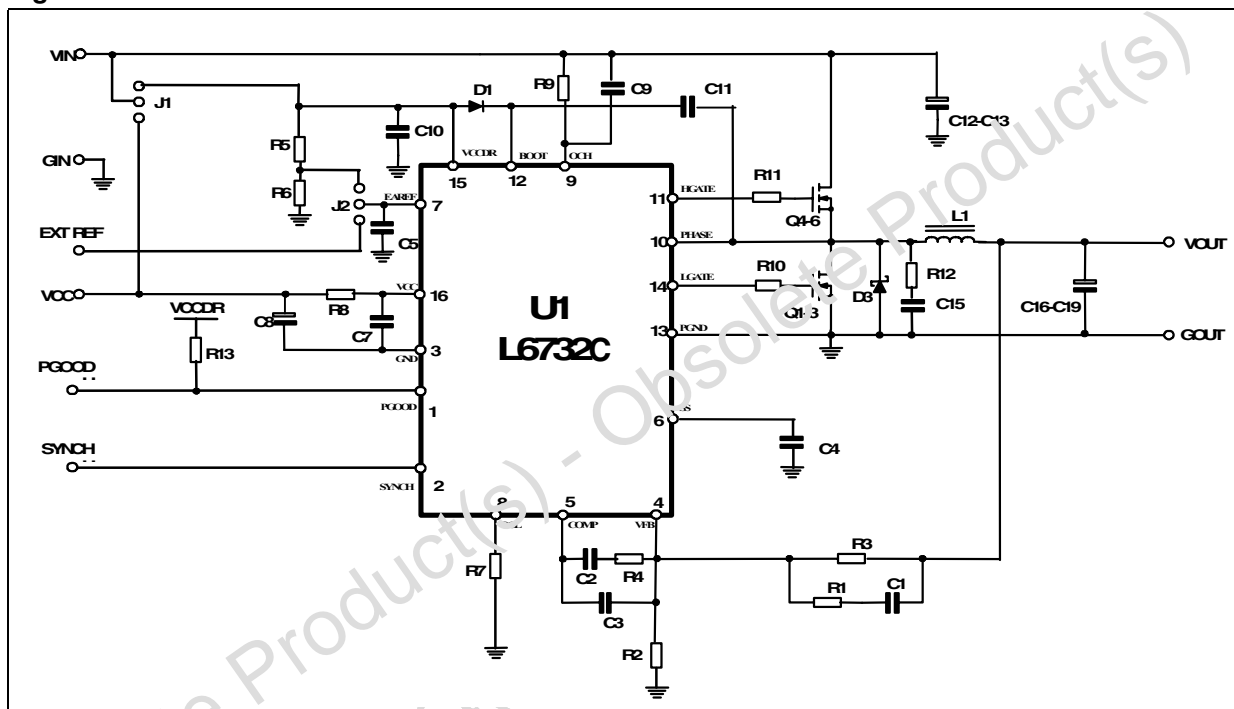 VIN
J1
GIN
EXT REF
VCC
VCCDR
R13
PGOOD
SYNCH
R5
R6
J2
C10
D1
R9
C9
C11
C12-C13
VCCDR
BOOT
OCH
15
12
9
EAREF
7
C5
C8
R8
C7
VCC
16
3
GND
PGOOD
1
SYNCH
2
U1
L6732C
11
HGATE
R11
Q4-6
10
PHASE
14
LGATE
R10
Q1-3
13
PGND
D3
L1
R12
C15
C16-C19
VOUT
GOUT
6
C4
8
5
4
COMP
VFB
R7
C2
R4
C3
R2
R3
R1
C1
Product(s) - Obsolete Product(s)